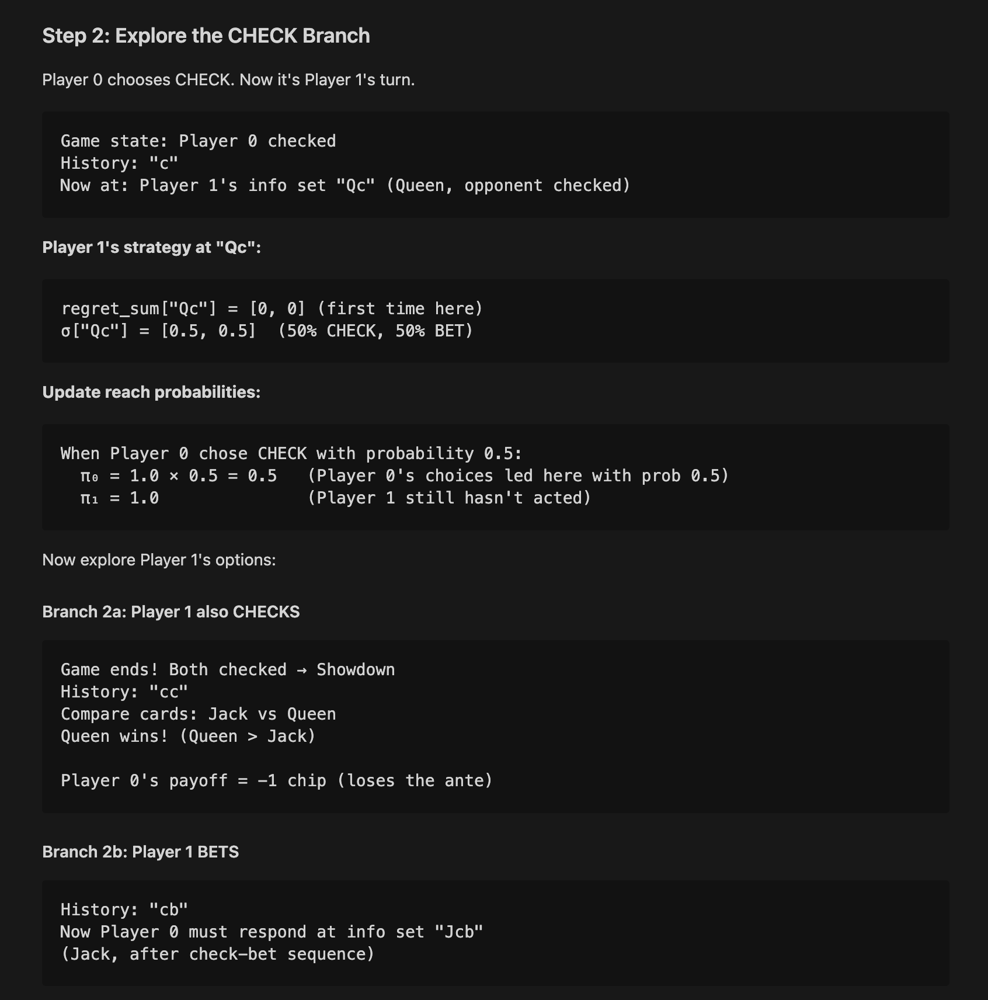 Step 2: Explore the CHECK Branch
Player 0 chooses CHECK. Now it's Player 1's turn.
Game state: Player 0 checked
History: "c"
Now at: Player 1's info set "Qc" (Queen, opponent checked)
Player 1's strategy at "Qc":
regret_sum["Qc"] = [0, 0] (first time here)
σ["Qc"] = [0.5, 0.5]  (50% CHECK, 50% BET)
Update reach probabilities:
When Player 0 chose CHECK with probability 0.5:
  π₀ = 1.0 × 0.5 = 0.5   (Player 0's choices led here with prob 0.5)
  π₁ = 1.0               (Player 1 still hasn't acted)
Now explore Player 1's options:
Branch 2a: Player 1 also CHECKS
Game ends! Both checked → Showdown
History: "cc"
Compare cards: Jack vs Queen
Queen wins! (Queen > Jack)
Player 0's payoff = −1 chip (loses the ante)
Branch 2b: Player 1 BETS
History: "cb"
Now Player 0 must respond at info set "Jcb"
(Jack, after check-bet sequence)